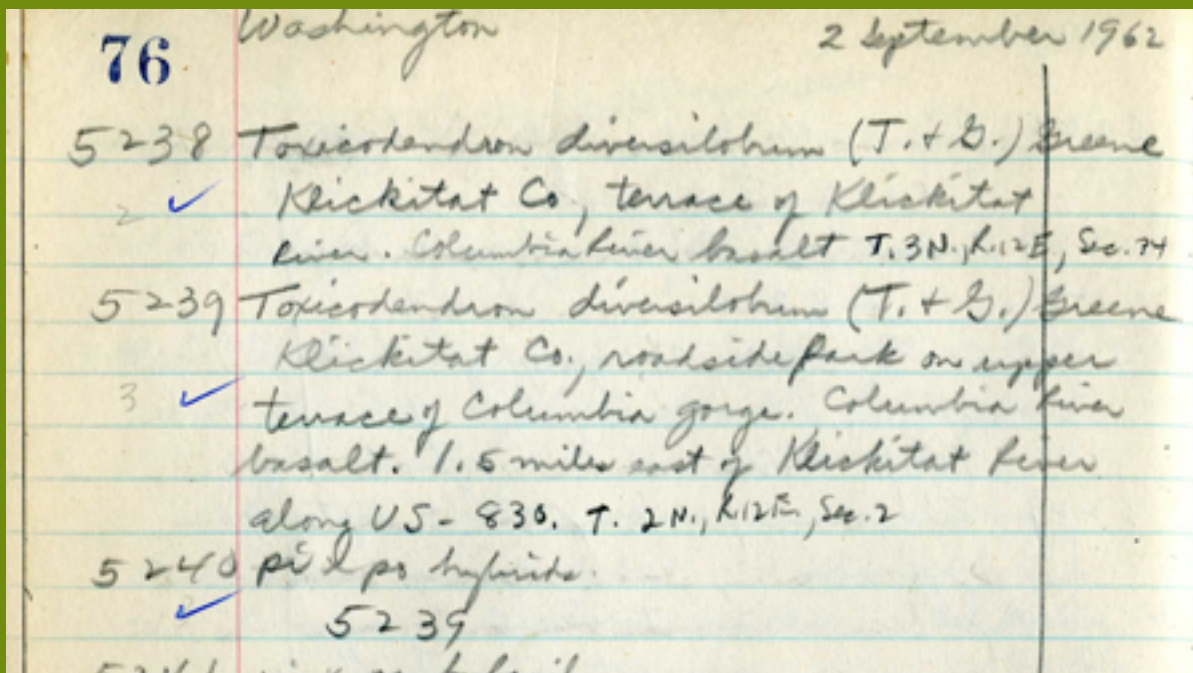 76 Washington 2 September 1962
5238 Toxicodendron diversilobum (T. + G.) Greene
2 ✓ Klickitat Co, terrace of Klickitat
River. Columbia River basalt T. 3N., R.12E, Sec.
5239 Toxicodendron diversilobum (T. + G.) Greene
Klickitat Co., roadside Park on upper
3 ✓ terrace of Columbia gorge. Columbia River
basalt. 1.5 miles east of Klickitat River
along US - 830. T. 2N., R.12E., Sec. 2
5240 po hybrids.
✓ 5239